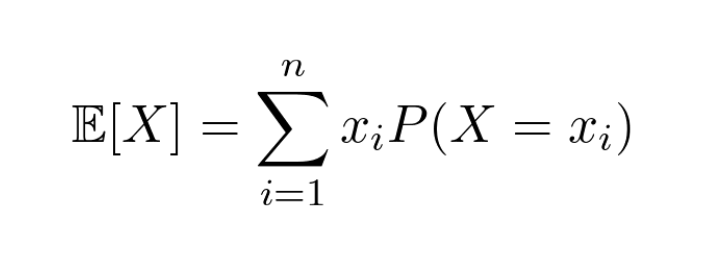 𝔼[X] = ∑_{i=1}^{n} x_i P(X = x_i)